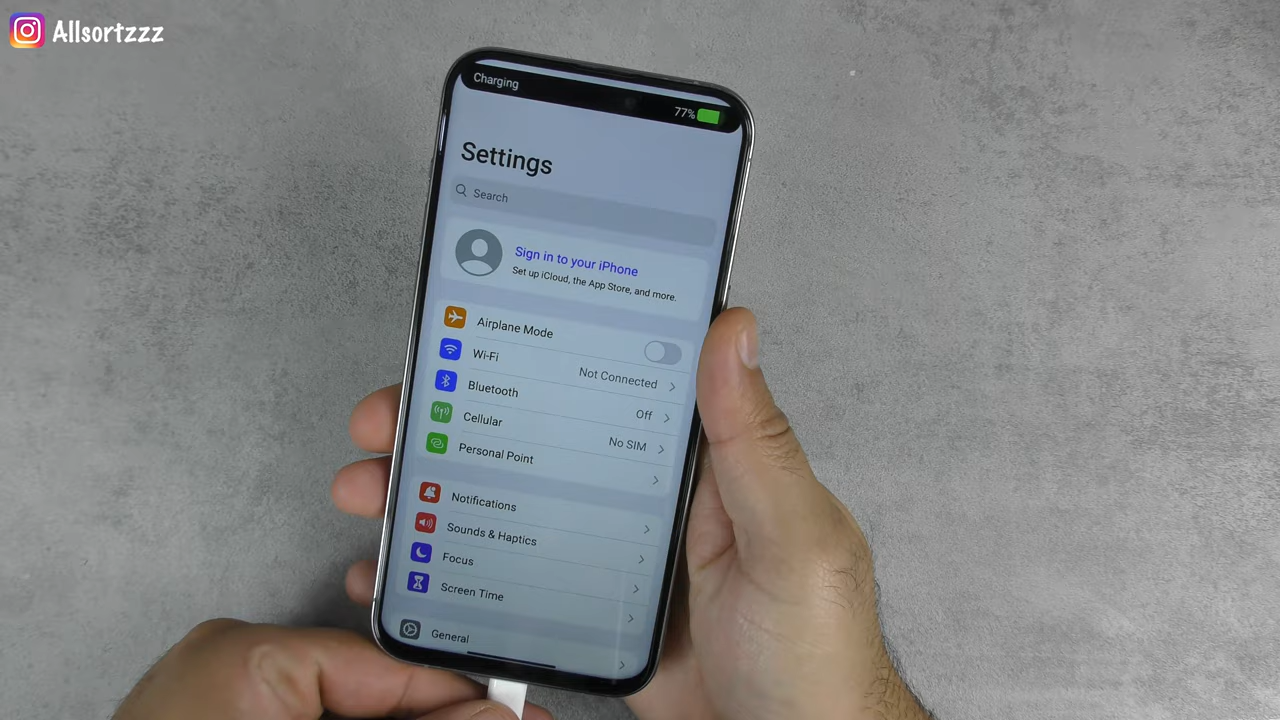 Allsortzzz
Charging
77%
Settings
Search
Sign in to your iPhone
Set up iCloud, the App Store, and more.
Airplane Mode
Wi-Fi
Not Connected
Bluetooth
Off
Cellular
No SIM
Personal Point
Notifications
Sounds & Haptics
Focus
Screen Time
General